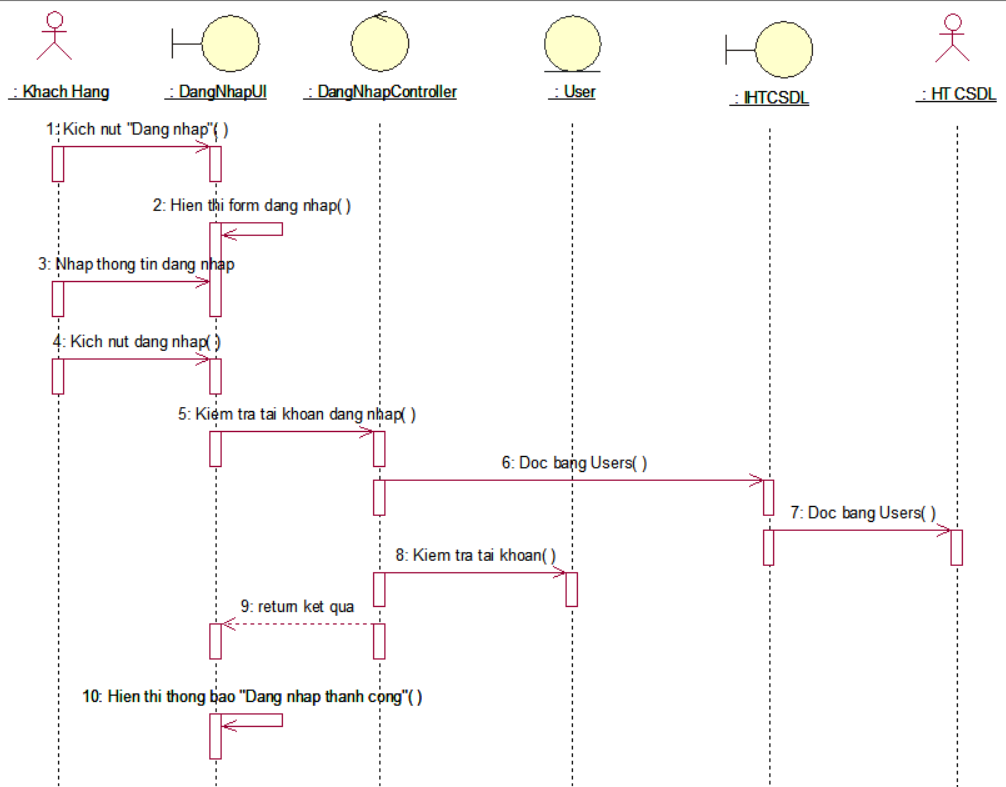 : Khach Hang
: DangNhapUI
: DangNhapController
: User
: IHTCSDL
: HT CSDL
1: Kich nut "Dang nhap"( )
2: Hien thi form dang nhap( )
3: Nhap thong tin dang nhap
4: Kich nut dang nhap( )
5: Kiem tra tai khoan dang nhap( )
6: Doc bang Users( )
7: Doc bang Users( )
8: Kiem tra tai khoan( )
9: return ket qua
10: Hien thi thong bao "Dang nhap thanh cong"( )